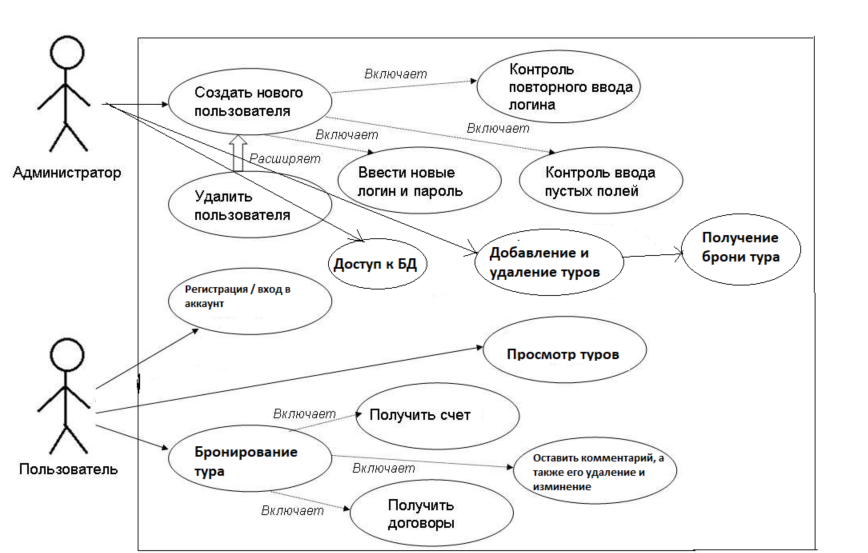 Включает
Контроль
повторного ввода
логина
Создать нового
пользователя
Включает
Включает
Расширяет
Администратор
Ввести новые
логин и пароль
Контроль ввода
пустых полей
Удалить
пользователя
Получение
брони тура
Добавление и
удаление туров
Доступ к БД
Регистрация / вход в
аккаунт
Просмотр туров
Включает
Получить счет
Бронирование
тура
Пользователь
Включает
Оставить комментарий, а
также его удаление и
изминение
Включает
Получить
договоры